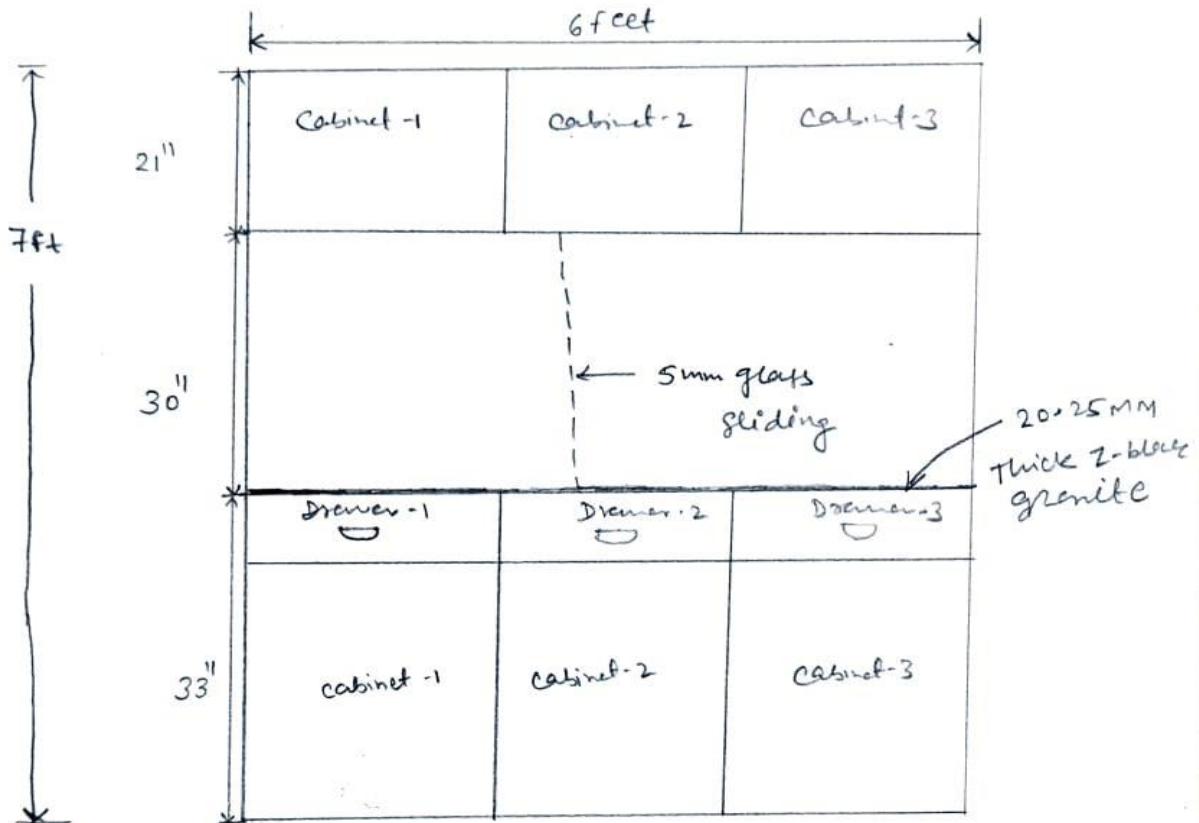 6 feet
Cabinet-1
Cabinet-2
Cabint-3
21"
7ft
5mm glass
sliding
30"
20-25MM
Thick Z-black
granite
Drawer-1
Drawer-2
Drawer-3
33"
cabinet-1
cabinet-2
cabinet-3